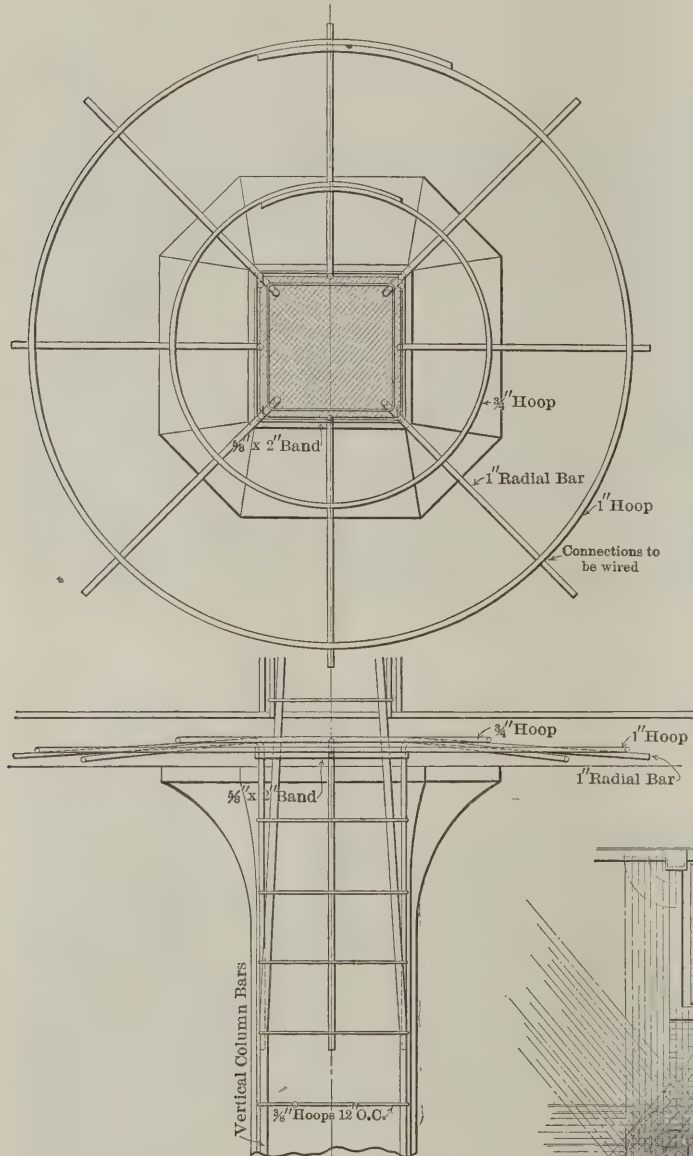 ¾" Hoop
⅝" x 2" Band
1" Radial Bar
1" Hoop
Connections to
be wired
¾" Hoop
1" Hoop
1" Radial Bar
⅝" x 2" Band
Vertical Column Bars
⅜" Hoops 12" O.C.